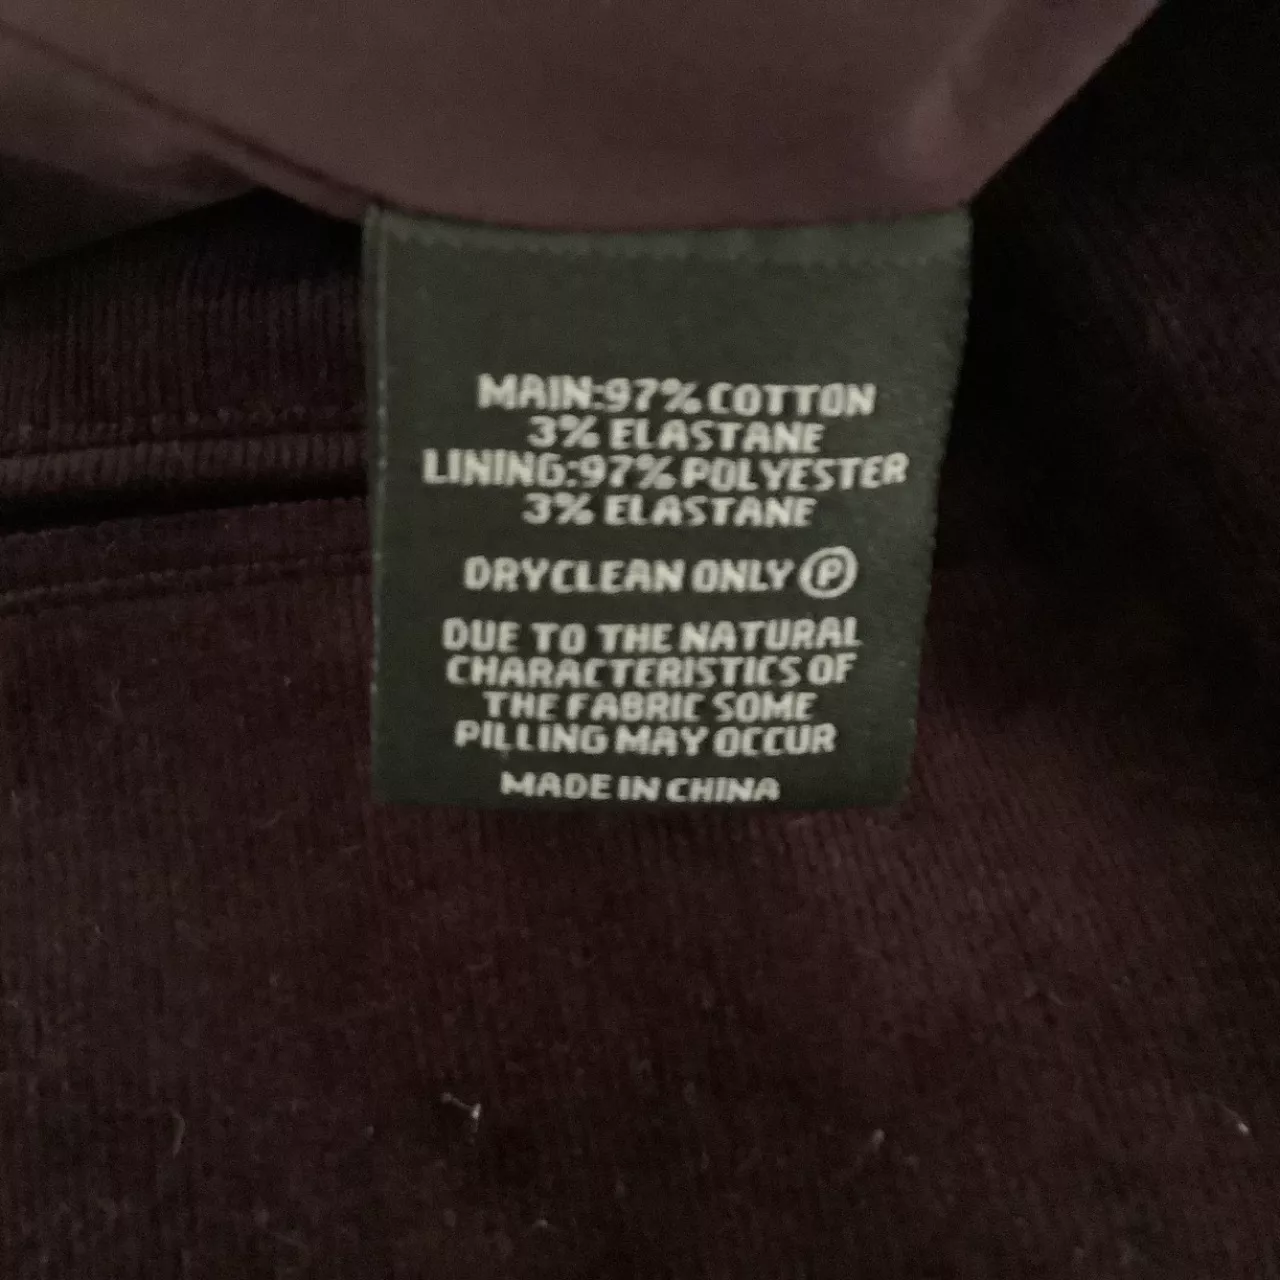 MAIN:97% COTTON
3% ELASTANE
LINING:97% POLYESTER
3% ELASTANE
DRYCLEAN ONLY Ⓟ
DUE TO THE NATURAL
CHARACTERISTICS OF
THE FABRIC SOME
PILLING MAY OCCUR
MADE IN CHINA